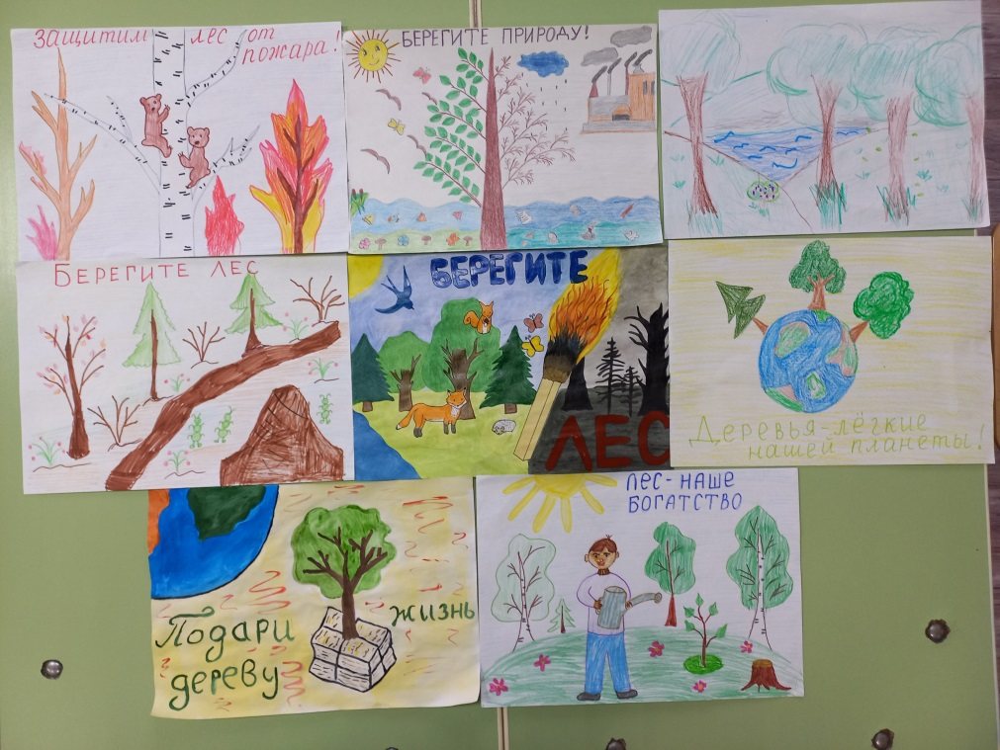 Защитим лес от
пожара!
БЕРЕГИТЕ ПРИРОДУ!
БЕРЕГИТЕ ЛЕС
БЕРЕГИТЕ
ЛЕС
Деревья-лёгкие
нашей планеты!
Подари
дереву
жизнь
ЛЕС-НАШЕ
БОГАТСТВО